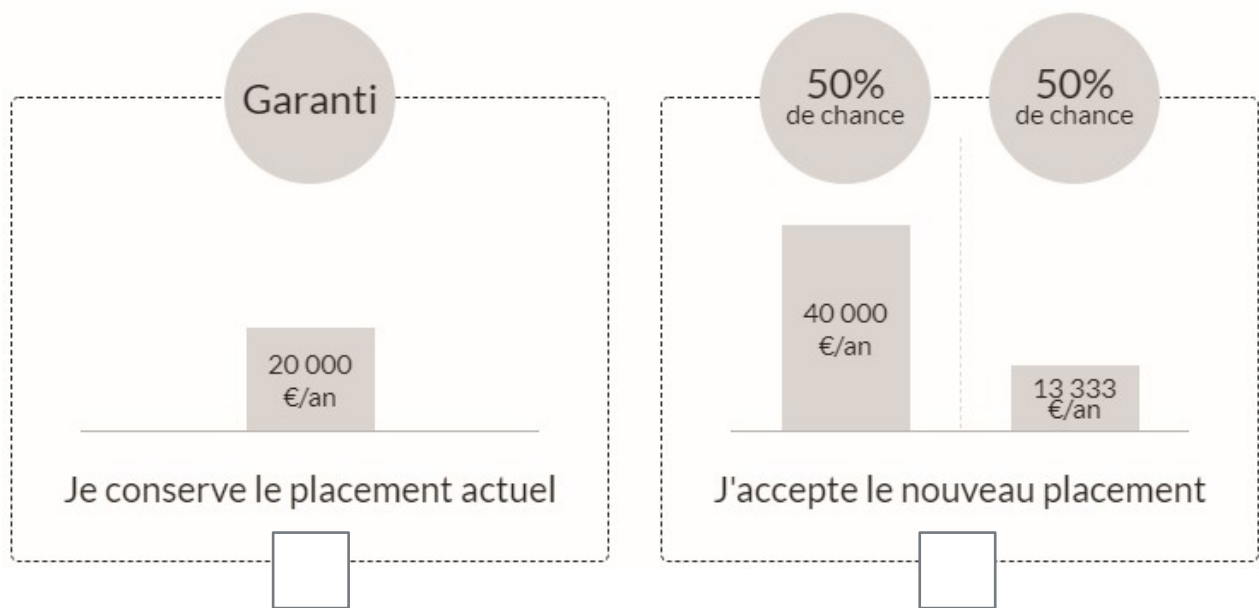 Garanti
20 000
€/an
Je conserve le placement actuel
50%
de chance
50%
de chance
40 000
€/an
13 333
€/an
J'accepte le nouveau placement